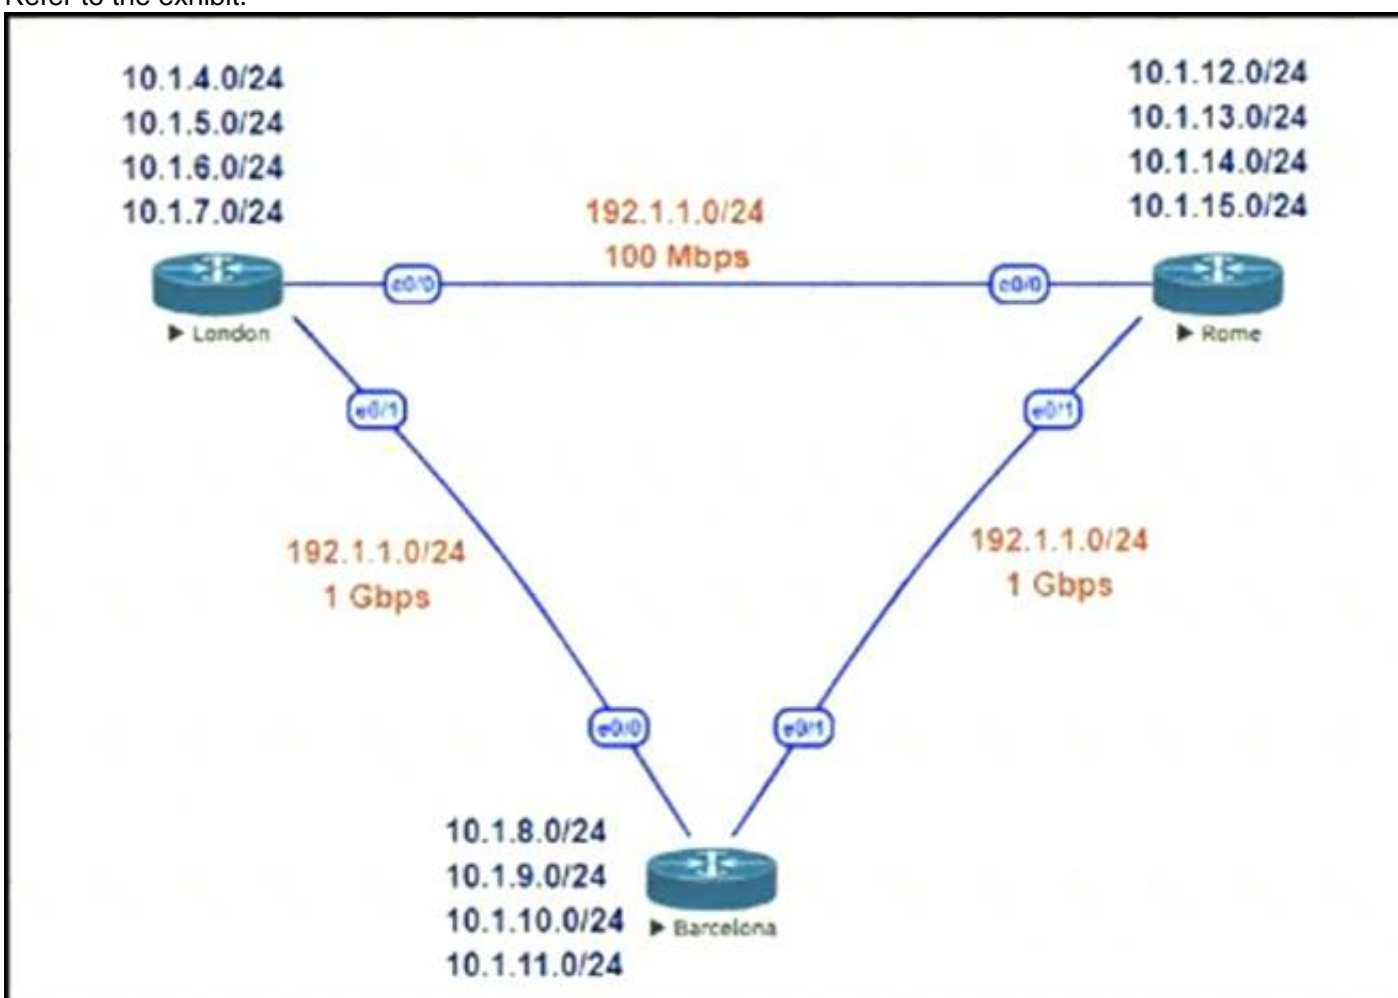 Refer to the exhibit.
10.1.4.0/24
10.1.5.0/24
10.1.6.0/24
10.1.7.0/24
10.1.12.0/24
10.1.13.0/24
10.1.14.0/24
10.1.15.0/24
192.1.1.0/24
100 Mbps
e0/0
e0/0
London
Rome
e0/1
e0/1
192.1.1.0/24
1 Gbps
192.1.1.0/24
1 Gbps
e0/0
e0/1
10.1.8.0/24
10.1.9.0/24
10.1.10.0/24
10.1.11.0/24
Barcelona